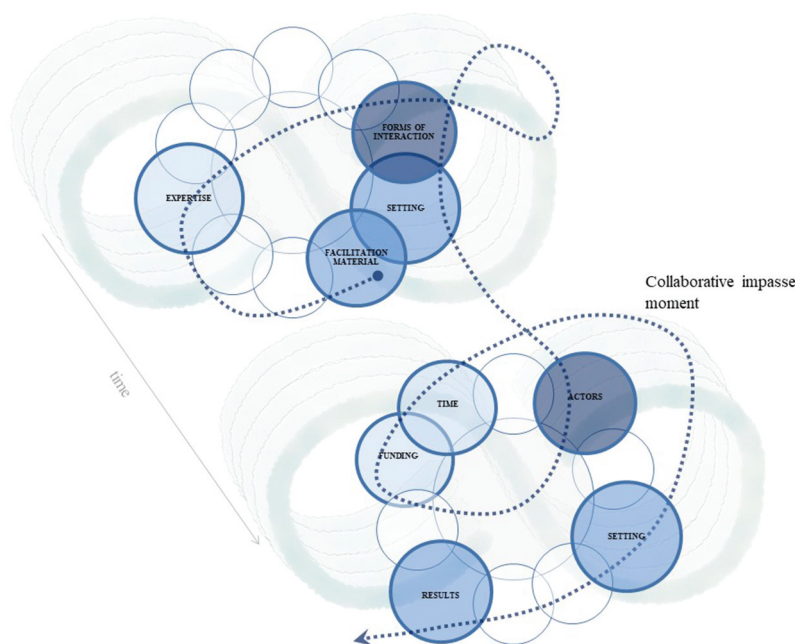 FORMS OF
INTERACTION
EXPERTISE
SETTING
FACILITATION
MATERIAL
Collaborative impasse
moment
time
TIME
ACTORS
FUNDING
SETTING
RESULTS